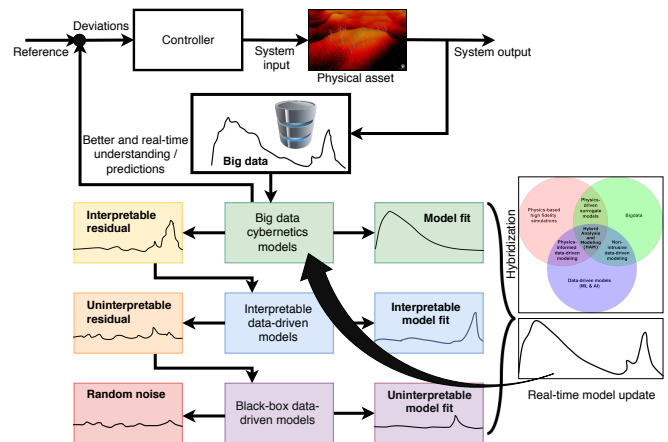 Deviations
Reference
Controller
System
input
Physical asset
System output
Big data
Better and real-time
understanding /
predictions
Interpretable
residual
Big data
cybernetics
models
Model fit
Uninterpretable
residual
Interpretable
data-driven
models
Interpretable
model fit
Random noise
Black-box data-
driven models
Uninterpretable
model fit
Hybridization
Physics-based
high fidelity
simulations
Physics-
driven
surrogate
models
Bigdata
Hybrid
Analysis
and
Modeling
(HAM)
Physics-
informed
data-driven
modeling
Non-
intrusive
data-driven
modeling
Data-driven models
(ML & AI)
Real-time model update